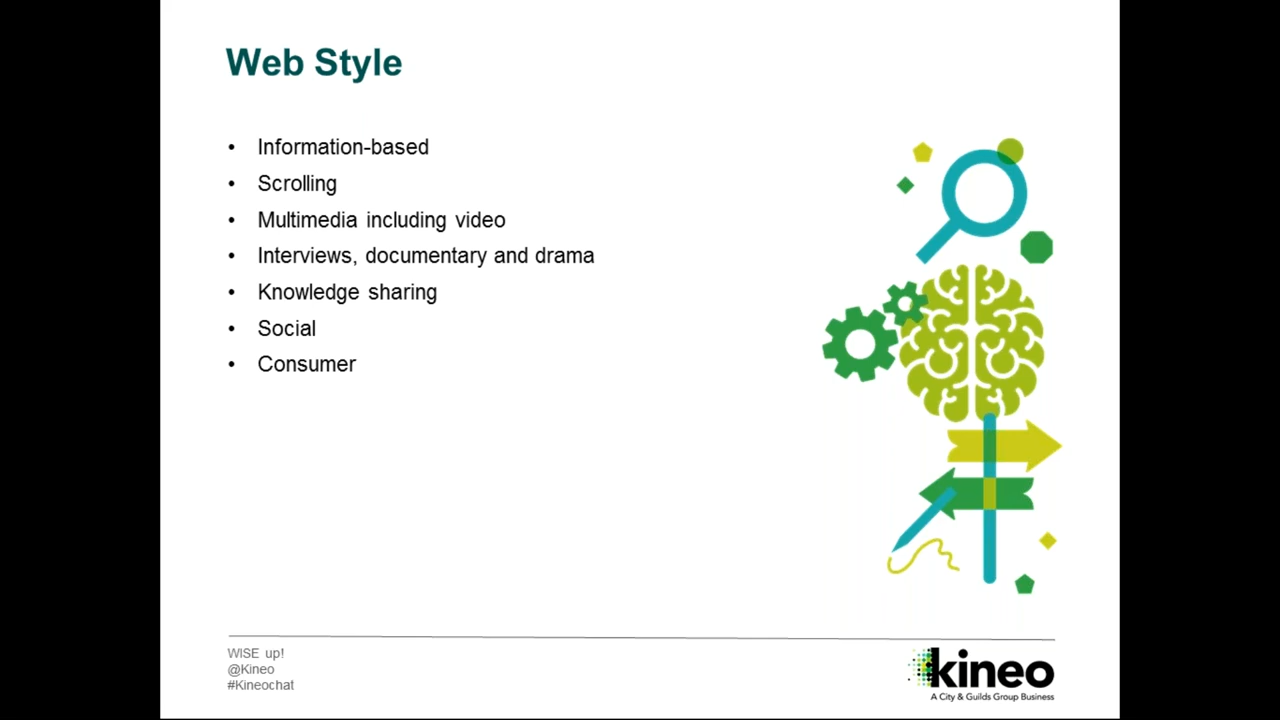 Web Style
• Information-based
• Scrolling
• Multimedia including video
• Interviews, documentary and drama
• Knowledge sharing
• Social
• Consumer
WISE up!
@Kineo
#Kineochat
kineo
A City & Guilds Group Business